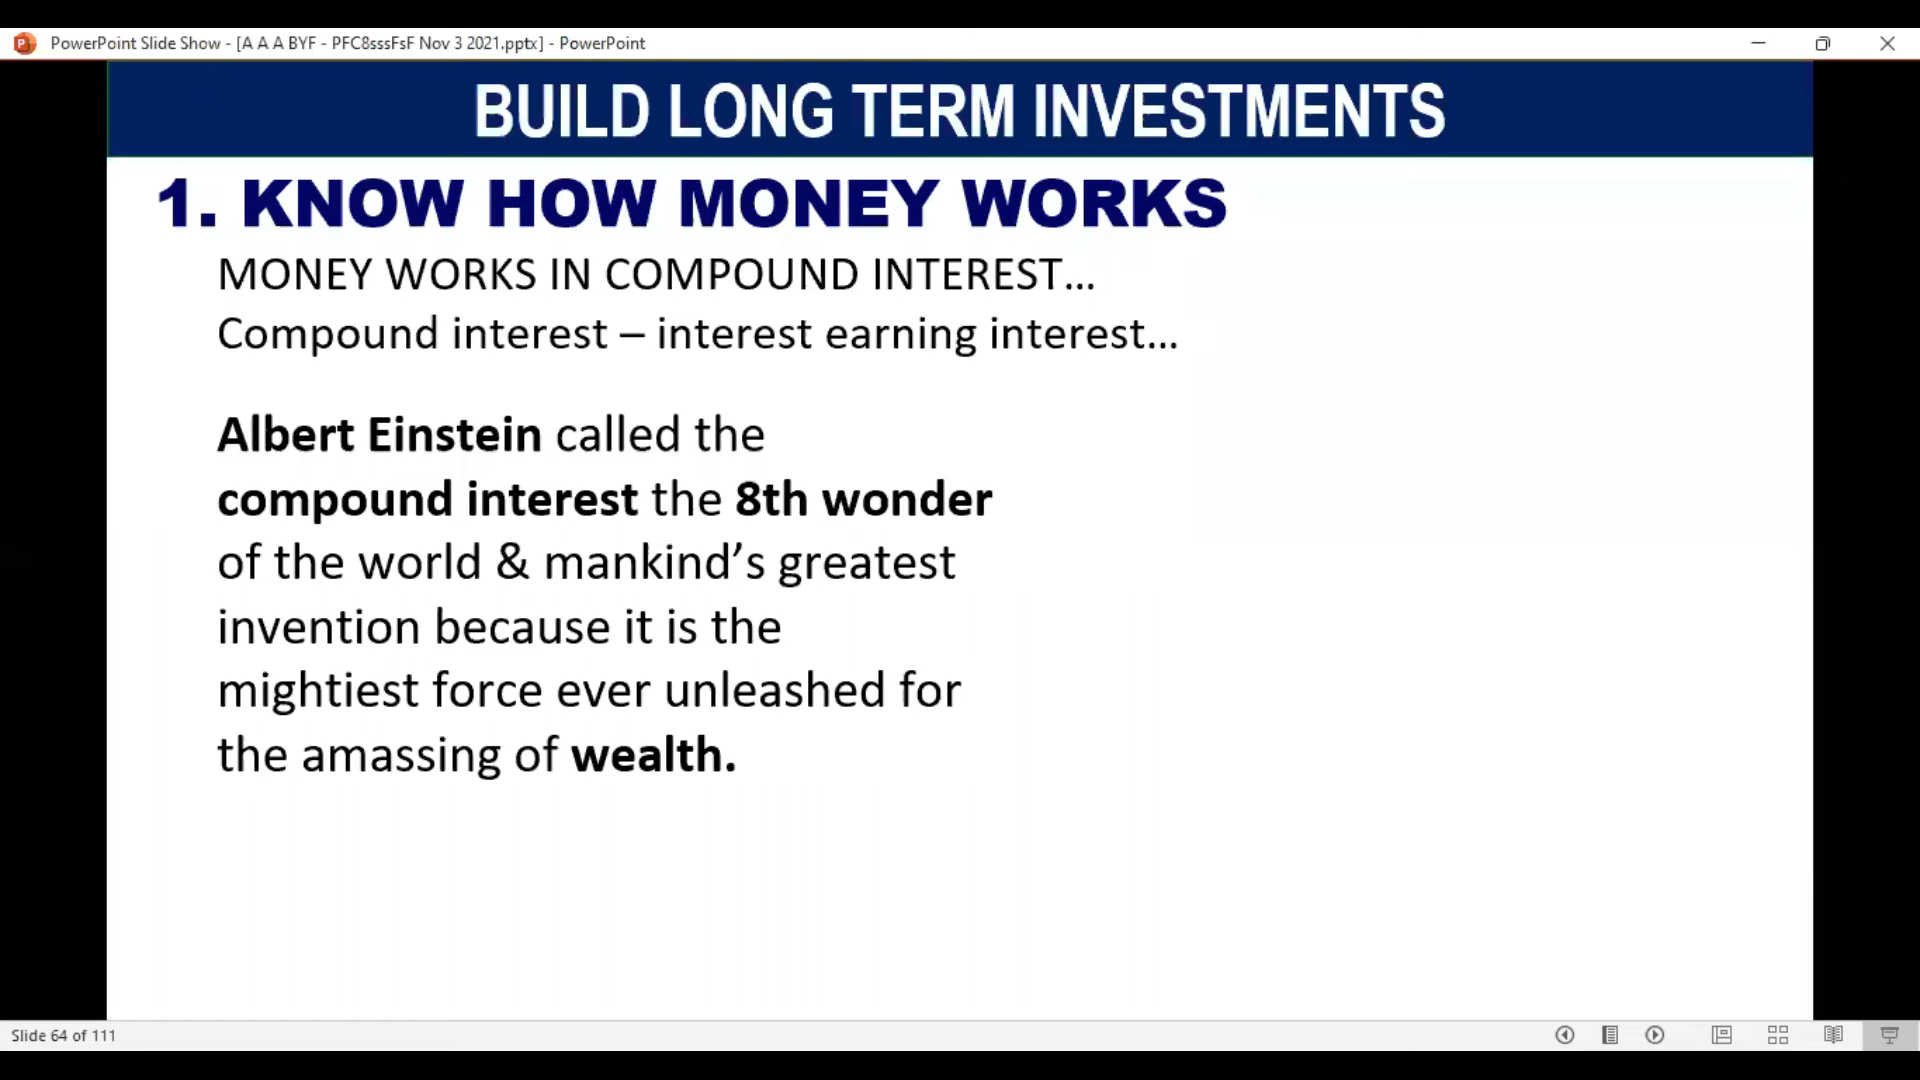 PowerPoint Slide Show - [A A A BYF - PFC8sssFsF Nov 3 2021.pptx] - PowerPoint
BUILD LONG TERM INVESTMENTS
1. KNOW HOW MONEY WORKS
MONEY WORKS IN COMPOUND INTEREST...
Compound interest – interest earning interest...
Albert Einstein called the
compound interest the 8th wonder
of the world & mankind’s greatest
invention because it is the
mightiest force ever unleashed for
the amassing of wealth.
Slide 64 of 111